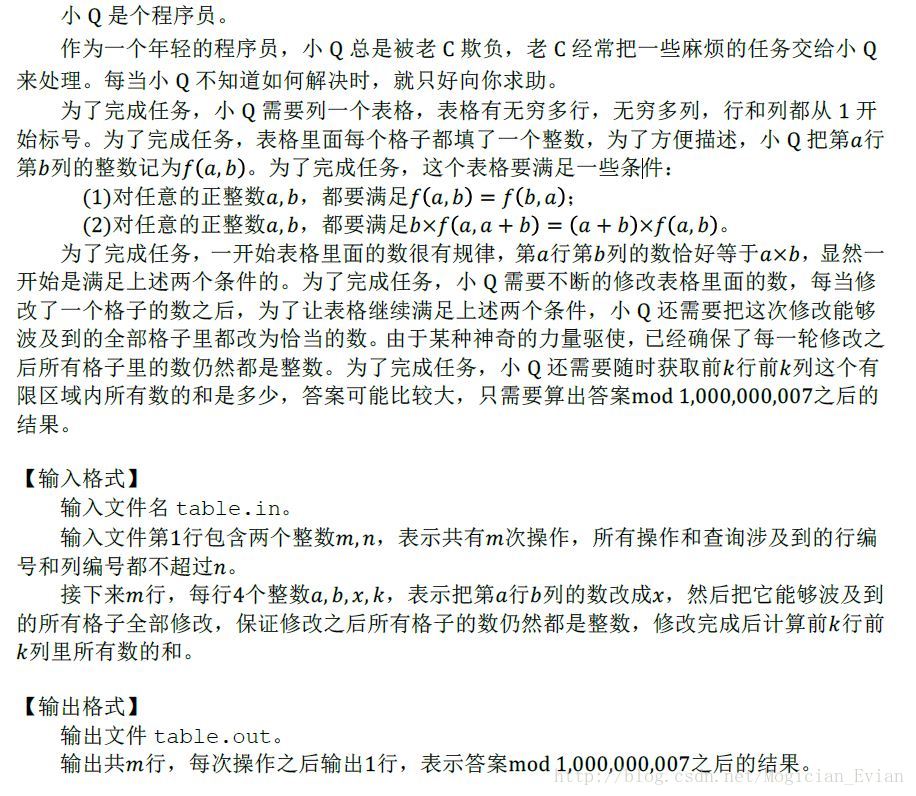 小 Q 是个程序员。
作为一个年轻的程序员，小 Q 总是被老 C 欺负，老 C 经常把一些麻烦的任务交给小 Q
来处理。每当小 Q 不知道如何解决时，就只好向你求助。
为了完成任务，小 Q 需要列一个表格，表格有无穷多行，无穷多列，行和列都从 1 开
始标号。为了完成任务，表格里面每个格子都填了一个整数，为了方便描述，小 Q 把第a行
第b列的整数记为f(a,b)。为了完成任务，这个表格要满足一些条件：
(1)对任意的正整数a,b，都要满足f(a,b) = f(b,a)；
(2)对任意的正整数a,b，都要满足b×f(a,a + b) = (a + b)×f(a,b)。
为了完成任务，一开始表格里面的数很有规律，第a行第b列的数恰好等于a×b，显然一
开始是满足上述两个条件的。为了完成任务，小 Q 需要不断的修改表格里面的数，每当修
改了一个格子的数之后，为了让表格继续满足上述两个条件，小 Q 还需要把这次修改能够
波及到的全部格子里都改为恰当的数。由于某种神奇的力量驱使，已经确保了每一轮修改之
后所有格子里的数仍然都是整数。为了完成任务，小 Q 还需要随时获取前k行前k列这个有
限区域内所有数的和是多少，答案可能比较大，只需要算出答案mod 1,000,000,007之后的
结果。
【输入格式】
输入文件名 table.in。
输入文件第1行包含两个整数m,n，表示共有m次操作，所有操作和查询涉及到的行编
号和列编号都不超过n。
接下来m行，每行4个整数a,b,x,k，表示把第a行b列的数改成x，然后把它能够波及到
的所有格子全部修改，保证修改之后所有格子的数仍然都是整数，修改完成后计算前k行前
k列里所有数的和。
【输出格式】
输出文件 table.out。
输出共m行，每次操作之后输出1行，表示答案mod 1,000,000,007之后的结果。
http://blog.csdn.net/Mogician_Evian